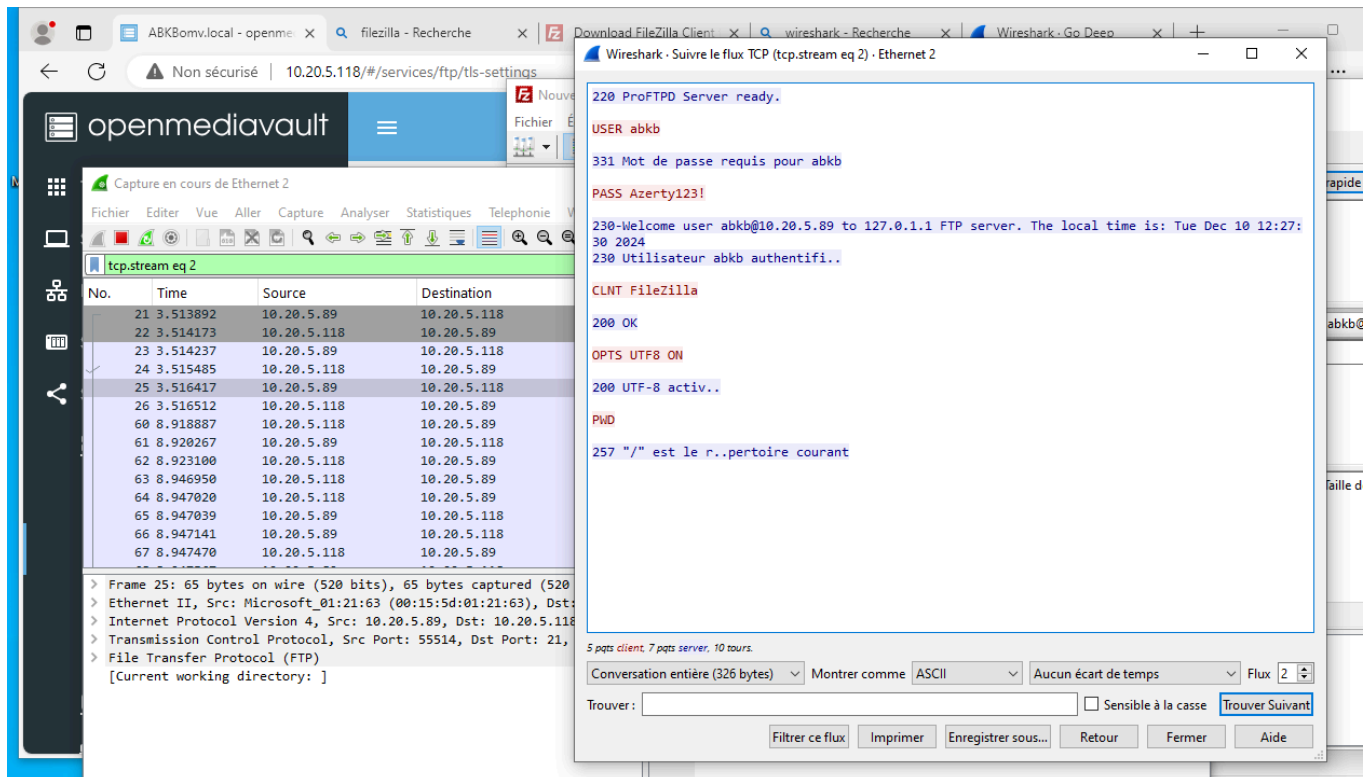 ABKBomv.local - openme
filezilla - Recherche
Download FileZilla Client
wireshark - Recherche
Wireshark · Go Deep
Non sécurisé
10.20.5.118/#/services/ftp/tls-settings
openmediavault
Nouve
Fichier
rapide
abkb@
Taille d
Capture en cours de Ethernet 2
Fichier Editer Vue Aller Capture Analyser Statistiques Telephonie W
tcp.stream eq 2
No. Time Source Destination
21 3.513892 10.20.5.89 10.20.5.118
22 3.514173 10.20.5.118 10.20.5.89
23 3.514237 10.20.5.89 10.20.5.118
24 3.515485 10.20.5.118 10.20.5.89
25 3.516417 10.20.5.89 10.20.5.118
26 3.516512 10.20.5.118 10.20.5.89
60 8.918887 10.20.5.118 10.20.5.89
61 8.920267 10.20.5.89 10.20.5.118
62 8.923100 10.20.5.118 10.20.5.89
63 8.946950 10.20.5.118 10.20.5.89
64 8.947020 10.20.5.118 10.20.5.89
65 8.947039 10.20.5.89 10.20.5.118
66 8.947141 10.20.5.89 10.20.5.118
67 8.947470 10.20.5.118 10.20.5.89
Frame 25: 65 bytes on wire (520 bits), 65 bytes captured (520
Ethernet II, Src: Microsoft_01:21:63 (00:15:5d:01:21:63), Dst:
Internet Protocol Version 4, Src: 10.20.5.89, Dst: 10.20.5.118
Transmission Control Protocol, Src Port: 55514, Dst Port: 21,
File Transfer Protocol (FTP)
[Current working directory: ]
Wireshark · Suivre le flux TCP (tcp.stream eq 2) · Ethernet 2
220 ProFTPD Server ready.
USER abkb
331 Mot de passe requis pour abkb
PASS Azerty123!
230-Welcome user abkb@10.20.5.89 to 127.0.1.1 FTP server. The local time is: Tue Dec 10 12:27:
30 2024
230 Utilisateur abkb authentifi..
CLNT FileZilla
200 OK
OPTS UTF8 ON
200 UTF-8 activ..
PWD
257 "/" est le r..pertoire courant
5 pqts client, 7 pqts server, 10 tours.
Conversation entière (326 bytes) Montrer comme ASCII Aucun écart de temps Flux 2
Trouver : Sensible à la casse Trouver Suivant
Filtrer ce flux Imprimer Enregistrer sous... Retour Fermer Aide